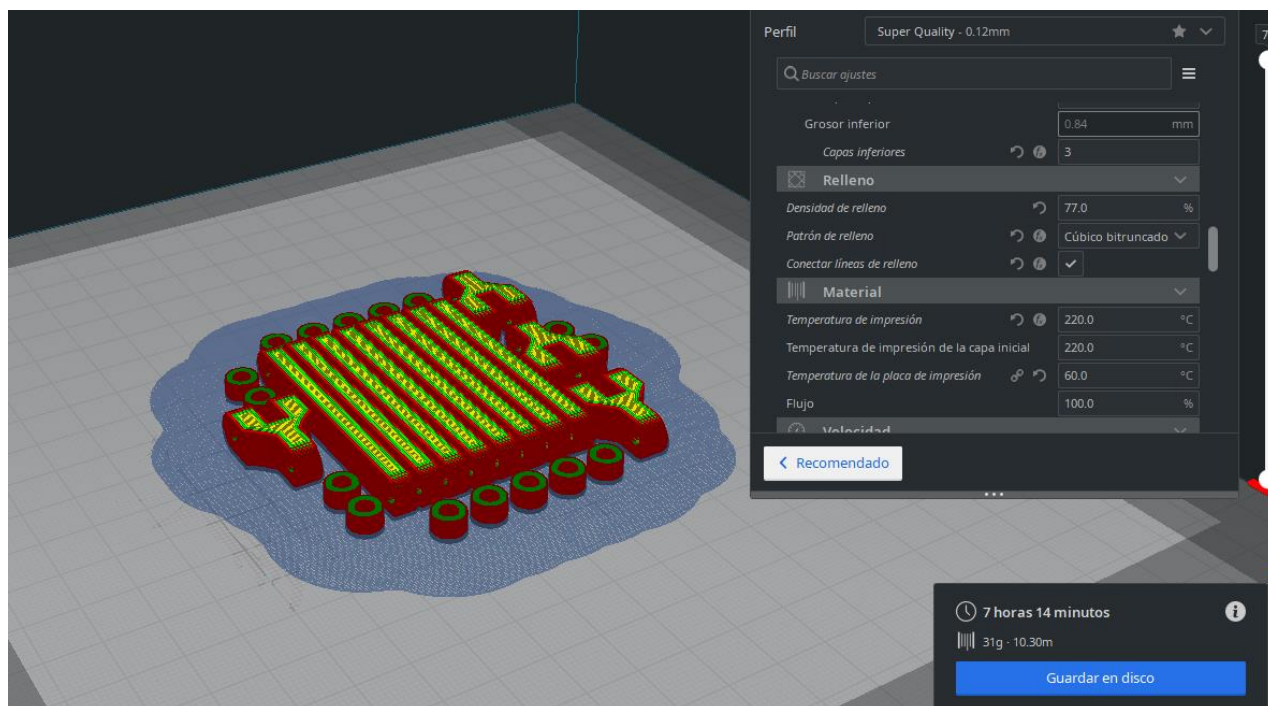 Perfil
Super Quality - 0.12mm
7
Buscar ajustes
Grosor inferior 0.84 mm
Capas inferiores 3
Relleno
Densidad de relleno 77.0 %
Patrón de relleno Cúbico bitruncado
Conectar líneas de relleno
Material
Temperatura de impresión 220.0 °C
Temperatura de impresión de la capa inicial 220.0 °C
Temperatura de la placa de impresión 60.0 °C
Flujo 100.0 %
Velocidad
Recomendado
7 horas 14 minutos
31g - 10.30m
Guardar en disco